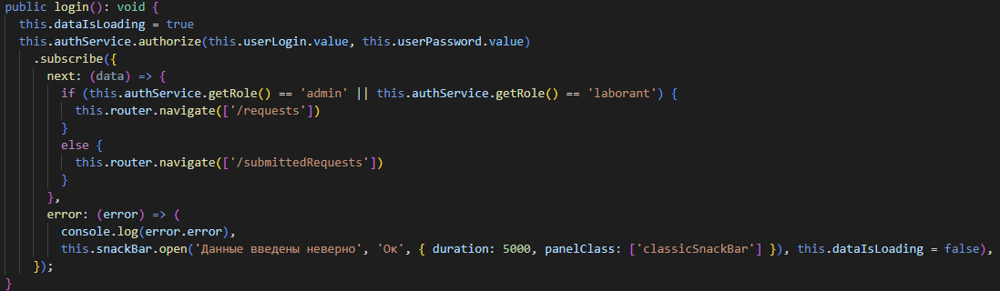 public login(): void {
this.dataIsLoading = true
this.authService.authorize(this.userLogin.value, this.userPassword.value)
.subscribe({
next: (data) => {
if (this.authService.getRole() == 'admin' || this.authService.getRole() == 'laborant') {
this.router.navigate(['/requests'])
}
else {
this.router.navigate(['/submittedRequests'])
}
},
error: (error) => (
console.log(error.error),
this.snackBar.open('Данные введены неверно', 'Ок', { duration: 5000, panelClass: ['classicSnackBar'] }), this.dataIsLoading = false),
});
}